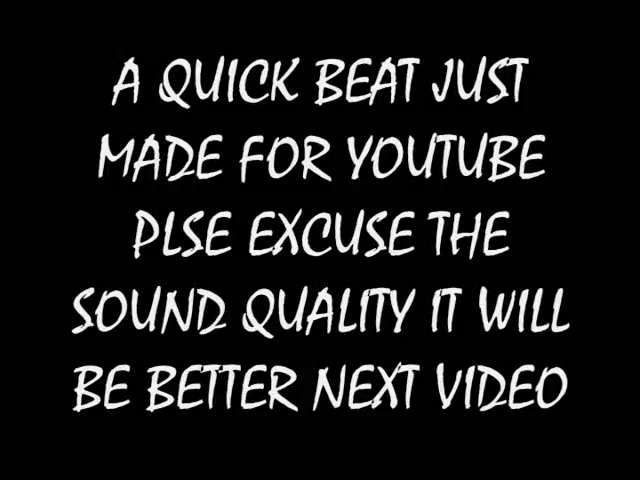 A QUICK BEAT JUST
MADE FOR YOUTUBE
PLSE EXCUSE THE
SOUND QUALITY IT WILL
BE BETTER NEXT VIDEO